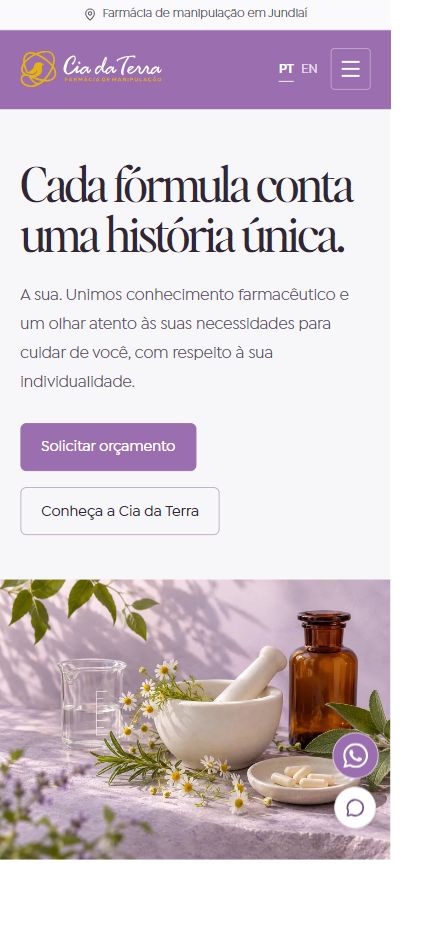 Farmácia de manipulação em Jundiaí
Cia da Terra
FARMÁCIA DE MANIPULAÇÃO
PT EN
Cada fórmula conta
uma história única.
A sua. Unimos conhecimento farmacêutico e
um olhar atento às suas necessidades para
cuidar de você, com respeito à sua
individualidade.
Solicitar orçamento
Conheça a Cia da Terra